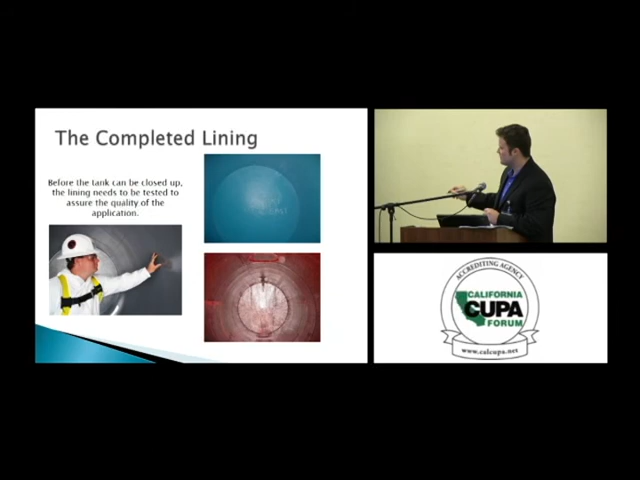 The Completed Lining
Before the tank can be closed up,
the lining needs to be tested to
assure the quality of the
application.
ACCREDITING AGENCY
CALIFORNIA
CUPA
FORUM
www.calcupa.net